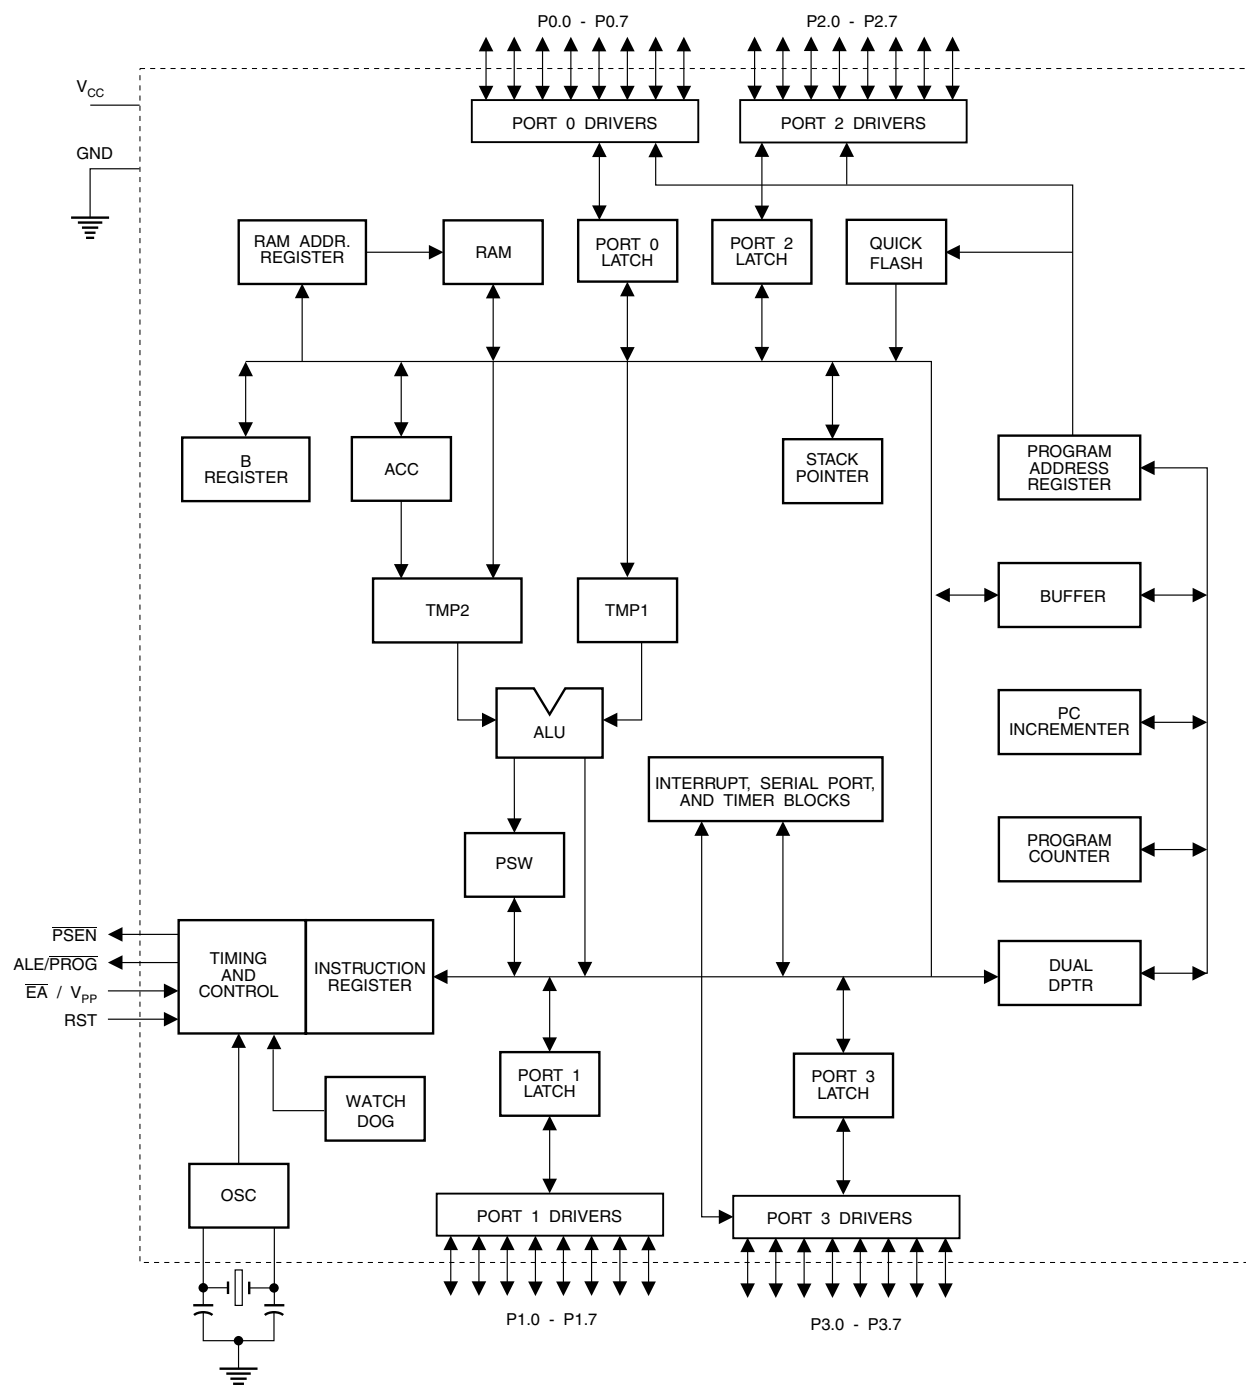 P0.0 - P0.7
P2.0 - P2.7
VCC
PORT 0 DRIVERS
PORT 2 DRIVERS
GND
RAM ADDR.
REGISTER
RAM
PORT 0
LATCH
PORT 2
LATCH
QUICK
FLASH
B
REGISTER
ACC
STACK
POINTER
PROGRAM
ADDRESS
REGISTER
TMP2
TMP1
BUFFER
ALU
PC
INCREMENTER
INTERRUPT, SERIAL PORT,
AND TIMER BLOCKS
PSW
PROGRAM
COUNTER
PSEN
ALE/PROG
EA / VPP
RST
TIMING
AND
CONTROL
INSTRUCTION
REGISTER
DUAL
DPTR
PORT 1
LATCH
PORT 3
LATCH
WATCH
DOG
OSC
PORT 1 DRIVERS
PORT 3 DRIVERS
P1.0 - P1.7
P3.0 - P3.7